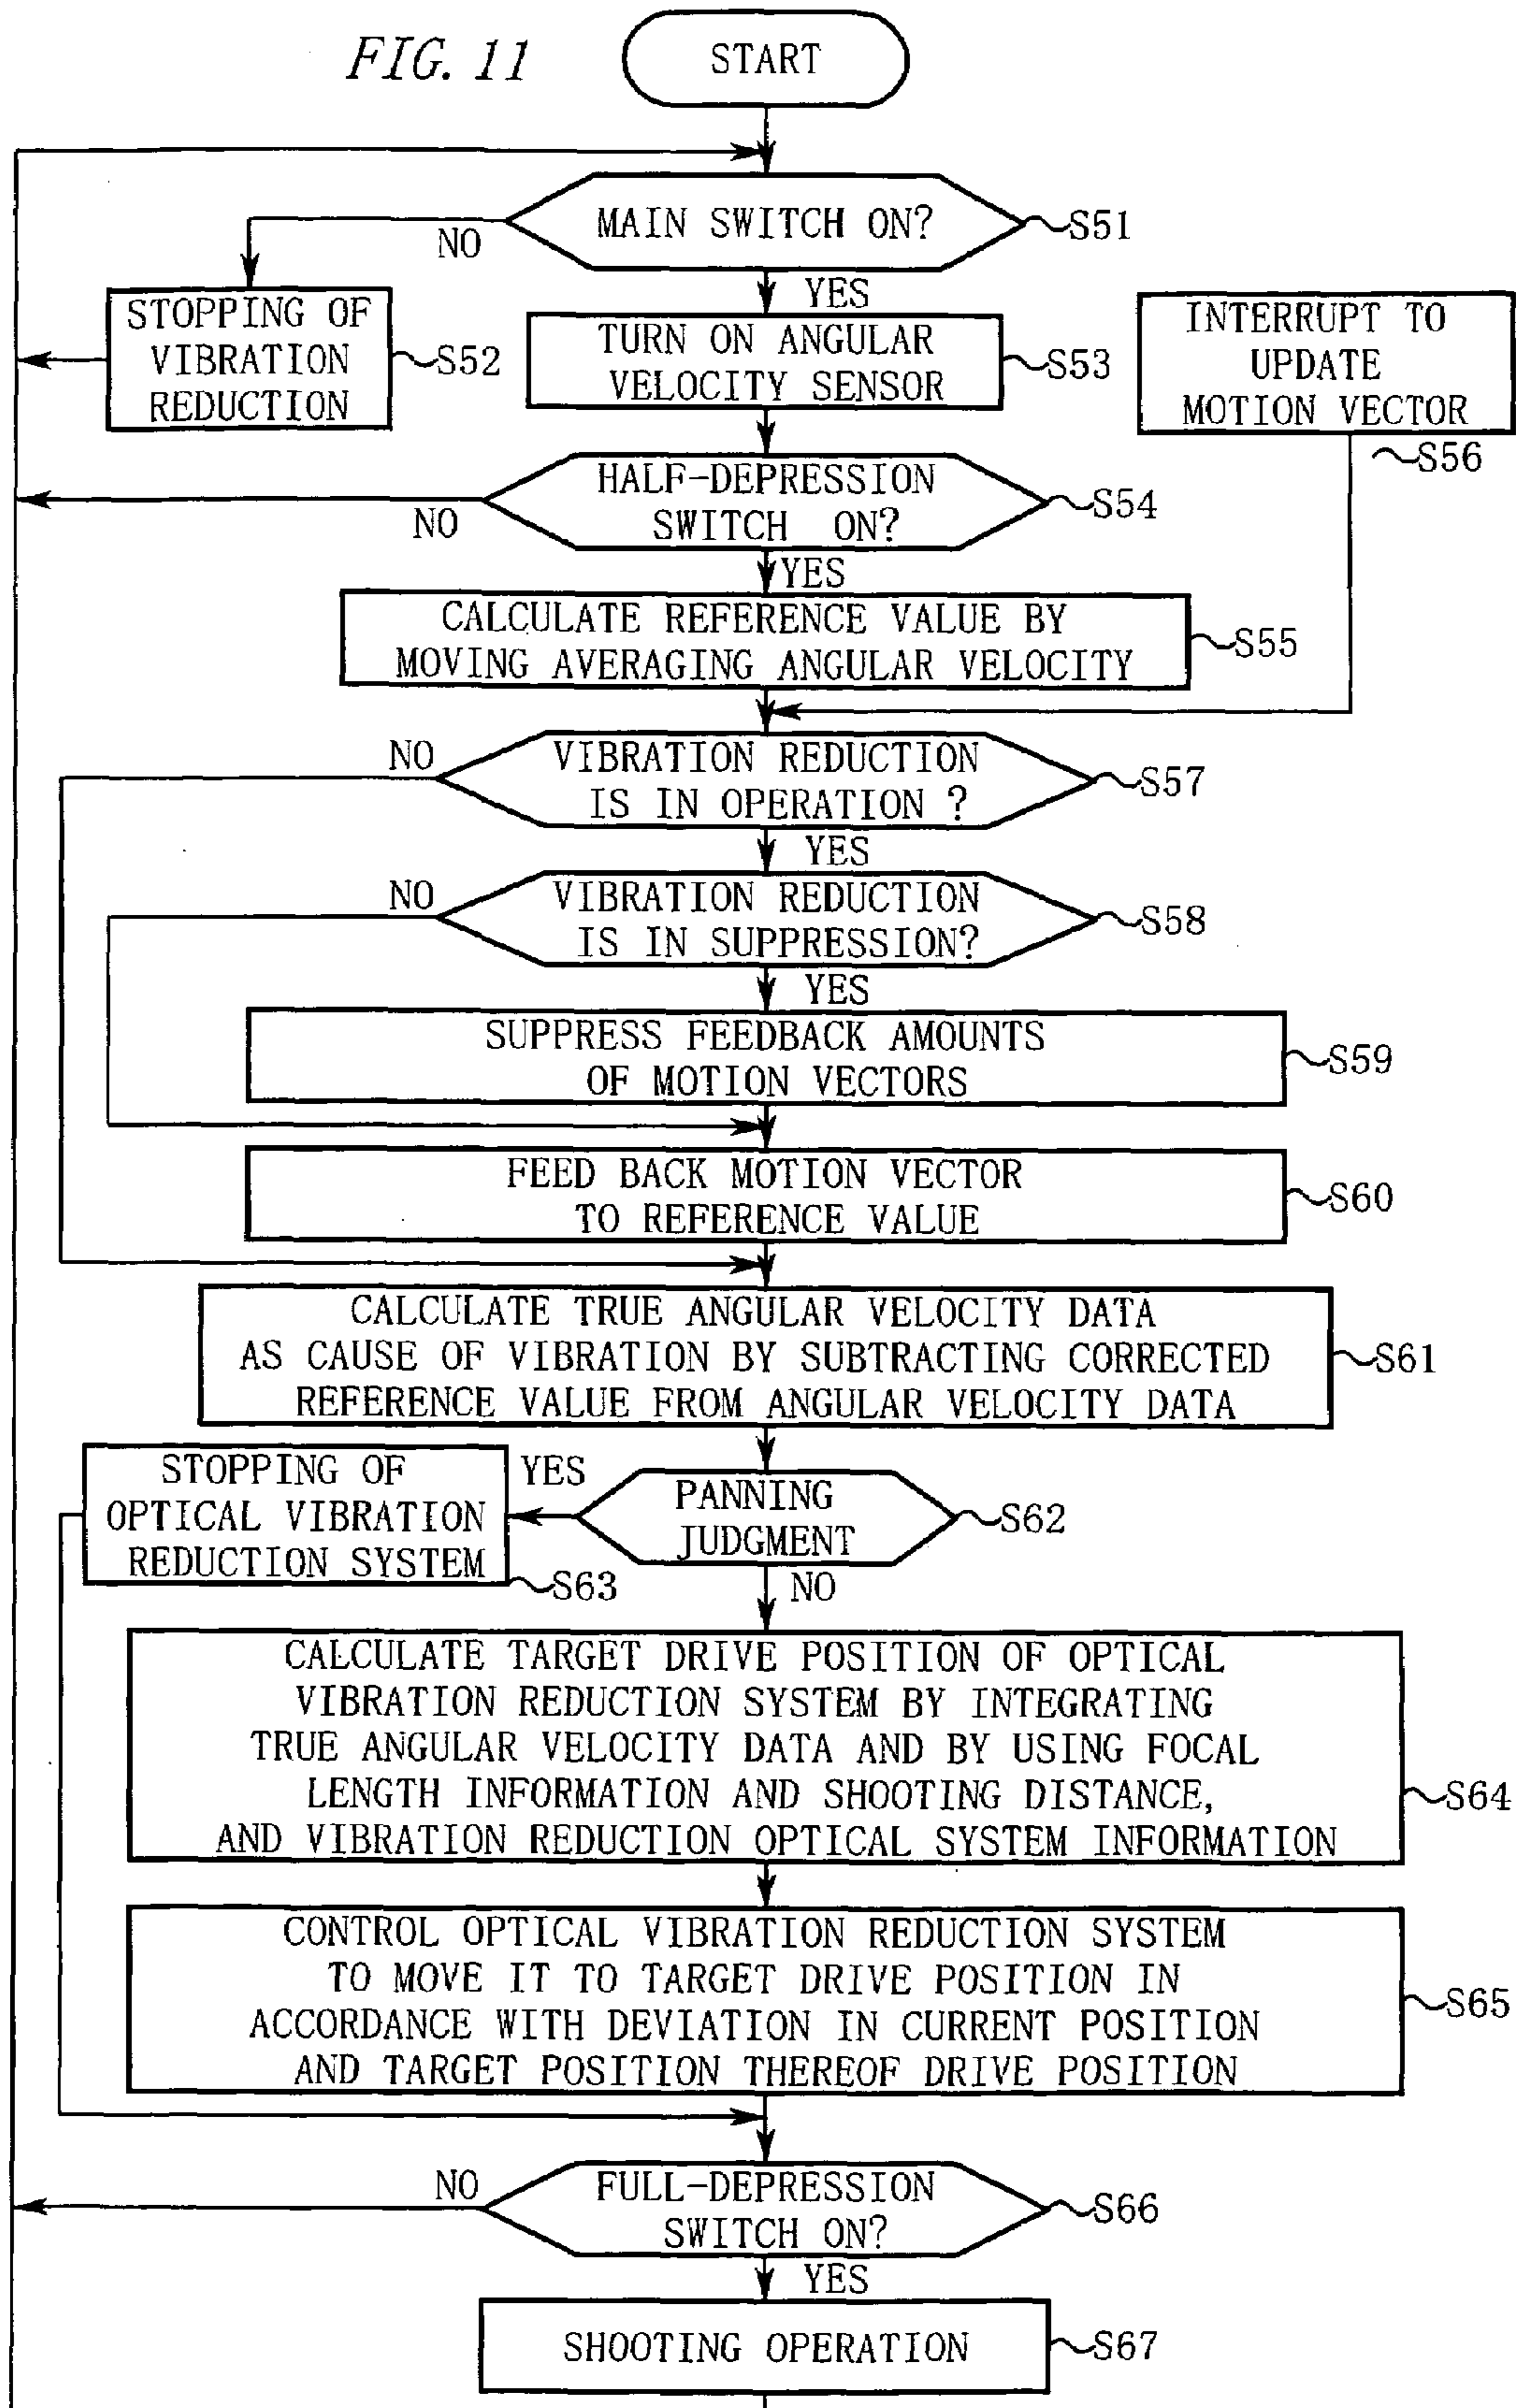 FIG. 11
START
MAIN SWITCH ON?
S51
NO
YES
STOPPING OF
VIBRATION
REDUCTION
S52
TURN ON ANGULAR
VELOCITY SENSOR
S53
INTERRUPT TO
UPDATE
MOTION VECTOR
S56
HALF-DEPRESSION
SWITCH ON?
S54
NO
YES
CALCULATE REFERENCE VALUE BY
MOVING AVERAGING ANGULAR VELOCITY
S55
NO
VIBRATION REDUCTION
IS IN OPERATION ?
S57
YES
NO
VIBRATION REDUCTION
IS IN SUPPRESSION?
S58
YES
SUPPRESS FEEDBACK AMOUNTS
OF MOTION VECTORS
S59
FEED BACK MOTION VECTOR
TO REFERENCE VALUE
S60
CALCULATE TRUE ANGULAR VELOCITY DATA
AS CAUSE OF VIBRATION BY SUBTRACTING CORRECTED
REFERENCE VALUE FROM ANGULAR VELOCITY DATA
S61
STOPPING OF
OPTICAL VIBRATION
REDUCTION SYSTEM
S63
YES
PANNING
JUDGMENT
S62
NO
CALCULATE TARGET DRIVE POSITION OF OPTICAL
VIBRATION REDUCTION SYSTEM BY INTEGRATING
TRUE ANGULAR VELOCITY DATA AND BY USING FOCAL
LENGTH INFORMATION AND SHOOTING DISTANCE,
AND VIBRATION REDUCTION OPTICAL SYSTEM INFORMATION
S64
CONTROL OPTICAL VIBRATION REDUCTION SYSTEM
TO MOVE IT TO TARGET DRIVE POSITION IN
ACCORDANCE WITH DEVIATION IN CURRENT POSITION
AND TARGET POSITION THEREOF DRIVE POSITION
S65
NO
FULL-DEPRESSION
SWITCH ON?
S66
YES
SHOOTING OPERATION
S67